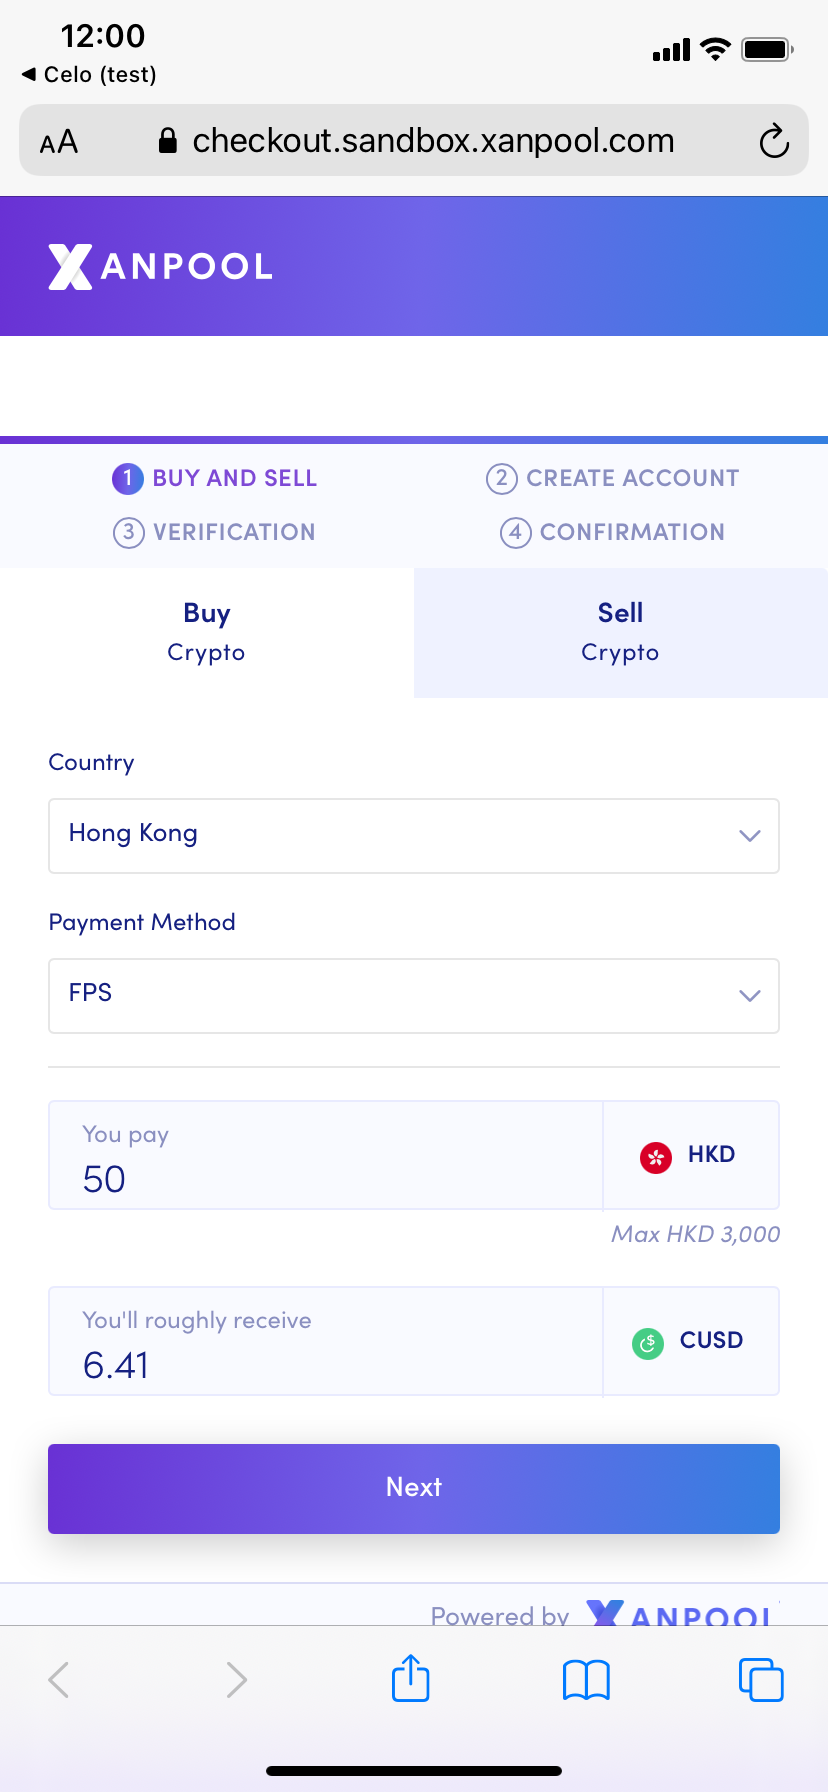 12:00
◀ Celo (test)
AA checkout.sandbox.xanpool.com
XANPOOL
1 BUY AND SELL
2 CREATE ACCOUNT
3 VERIFICATION
4 CONFIRMATION
Buy
Crypto
Sell
Crypto
Country
Hong Kong
Payment Method
FPS
You pay
50
HKD
Max HKD 3,000
You'll roughly receive
6.41
CUSD
Next
Powered by XANPOOL